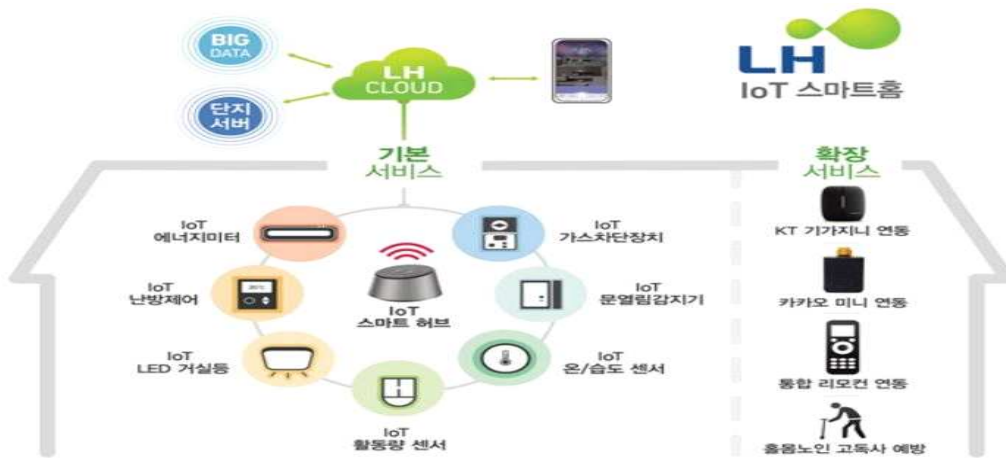 BIG
DATA
단지
서버
LH
CLOUD
LH
IoT 스마트홈
기본
서비스
IoT
에너지미터
IoT
난방제어
IoT
LED 거실등
IoT
활동량 센서
IoT
온/습도 센서
IoT
문열림감지기
IoT
가스차단장치
IoT
스마트 허브
확장
서비스
KT 기가지니 연동
카카오 미니 연동
통합 리모컨 연동
홀몸노인 고독사 예방